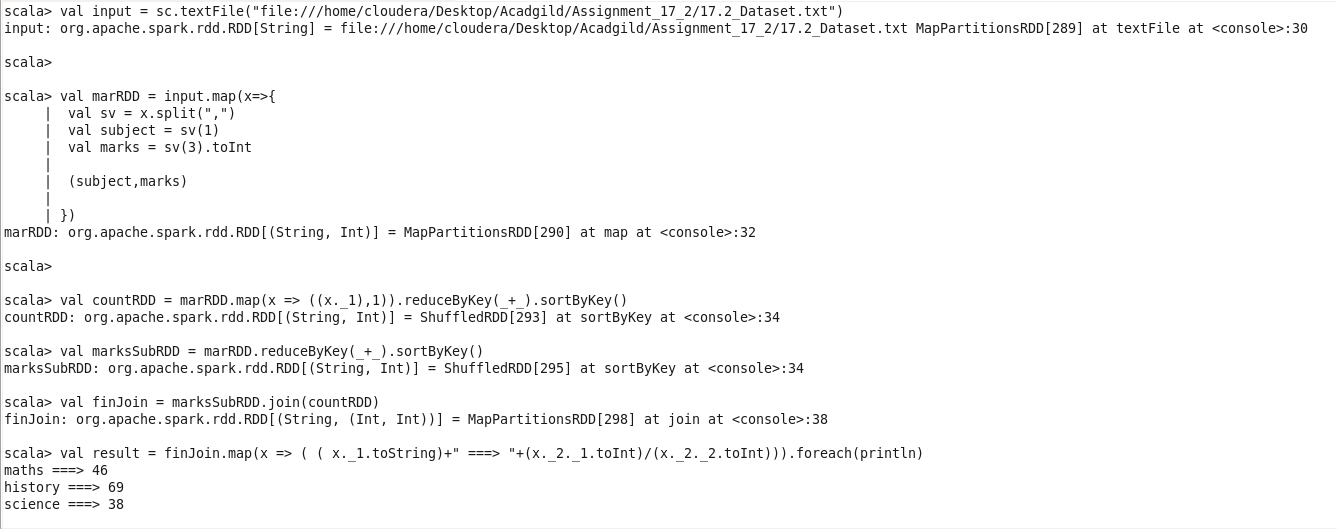 scala> val input = sc.textFile("file:///home/cloudera/Desktop/Acadgild/Assignment_17_2/17.2_Dataset.txt")
input: org.apache.spark.rdd.RDD[String] = file:///home/cloudera/Desktop/Acadgild/Assignment_17_2/17.2_Dataset.txt MapPartitionsRDD[289] at textFile at <console>:30
scala>
scala> val marRDD = input.map(x=>{
     |  val sv = x.split(",")
     |  val subject = sv(1)
     |  val marks = sv(3).toInt
     |
     |  (subject,marks)
     |
     | })
marRDD: org.apache.spark.rdd.RDD[(String, Int)] = MapPartitionsRDD[290] at map at <console>:32
scala>
scala> val countRDD = marRDD.map(x => ((x._1),1)).reduceByKey(_+_).sortByKey()
countRDD: org.apache.spark.rdd.RDD[(String, Int)] = ShuffledRDD[293] at sortByKey at <console>:34
scala> val marksSubRDD = marRDD.reduceByKey(_+_).sortByKey()
marksSubRDD: org.apache.spark.rdd.RDD[(String, Int)] = ShuffledRDD[295] at sortByKey at <console>:34
scala> val finJoin = marksSubRDD.join(countRDD)
finJoin: org.apache.spark.rdd.RDD[(String, (Int, Int))] = MapPartitionsRDD[298] at join at <console>:38
scala> val result = finJoin.map(x => ( ( x._1.toString)+" ===> "+(x._2._1.toInt)/(x._2._2.toInt))).foreach(println)
maths ===> 46
history ===> 69
science ===> 38